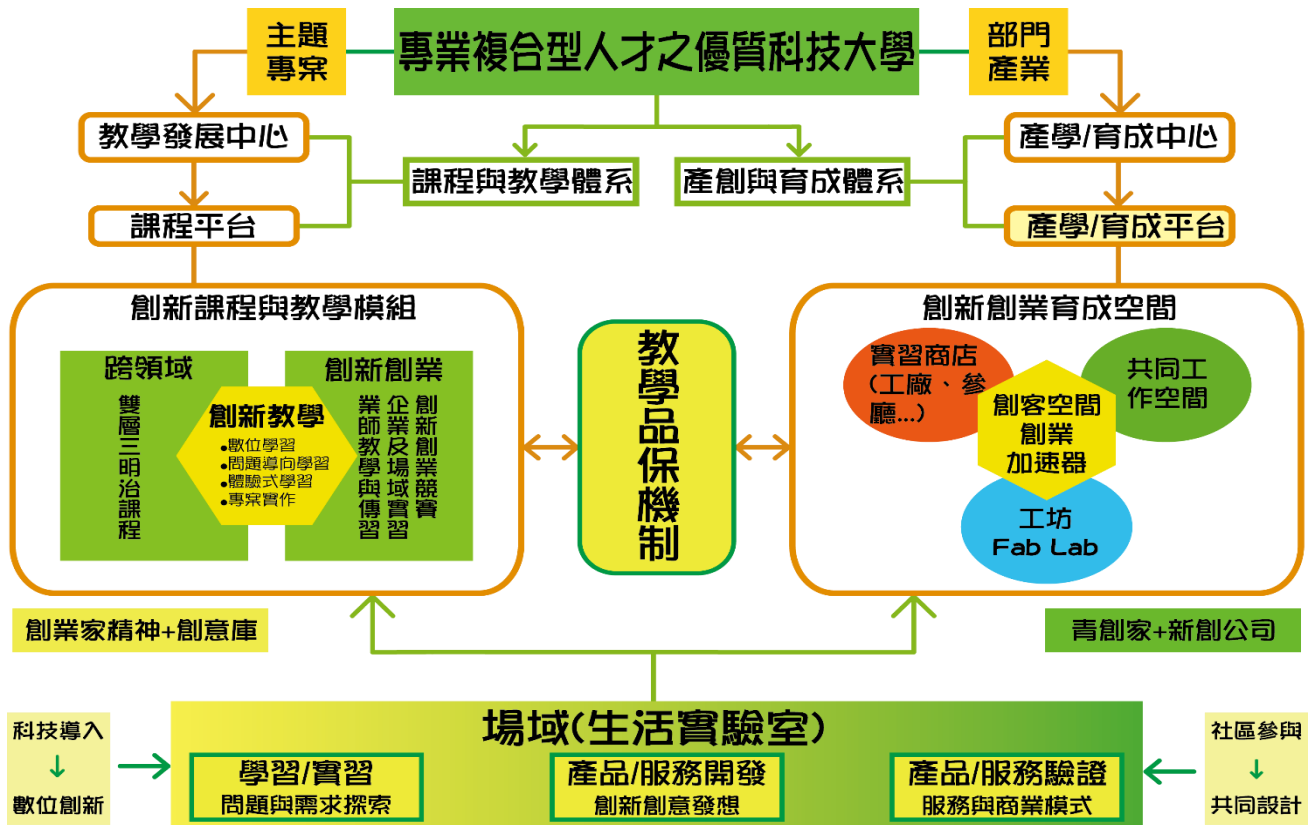 主題
專案
專業複合型人才之優質科技大學
部門
產業
教學發展中心
課程與教學體系
產創與育成體系
產學/育成中心
課程平台
產學/育成平台
創新課程與教學模組
跨領域
雙層三明治課程
創新教學
•數位學習
•問題導向學習
•體驗式學習
•專案實作
創新創業
創新創業競賽
企業及場域實習
業師教學與傳習
教學品保機制
創新創業育成空間
實習商店
(工廠、參
廳...)
共同工
作空間
創客空間
創業
加速器
工坊
Fab Lab
創業家精神+創意庫
青創家+新創公司
科技導入
↓
數位創新
場域(生活實驗室)
學習/實習
問題與需求探索
產品/服務開發
創新創意發想
產品/服務驗證
服務與商業模式
社區參與
↓
共同設計